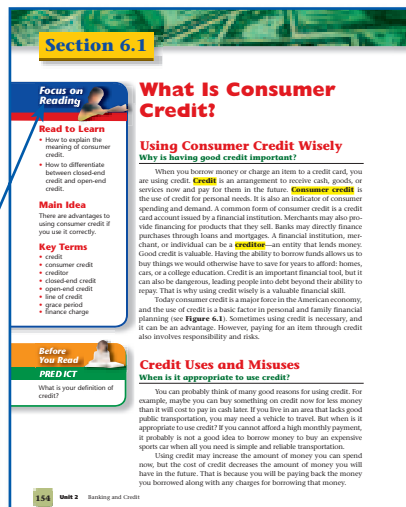 Section 6.1
Focus on
Reading
Read to Learn
• How to explain the
meaning of consumer
credit.
• How to differentiate
between closed-end
credit and open-end
credit.
Main Idea
There are advantages to
using consumer credit if
you use it correctly.
Key Terms
• credit
• consumer credit
• creditor
• closed-end credit
• open-end credit
• line of credit
• grace period
• finance charge
Before
You Read
PREDICT
What is your definition of
credit?
What Is Consumer
Credit?
Using Consumer Credit Wisely
Why is having good credit important?
When you borrow money or charge an item to a credit card, you
are using credit. Credit is an arrangement to receive cash, goods, or
services now and pay for them in the future. Consumer credit is
the use of credit for personal needs. It is also an indicator of consumer
spending and demand. A common form of consumer credit is a credit
card account issued by a financial institution. Merchants may also pro-
vide financing for products that they sell. Banks may directly finance
purchases through loans and mortgages. A financial institution, mer-
chant, or individual can be a creditor—an entity that lends money.
Good credit is valuable. Having the ability to borrow funds allows us to
buy things we would otherwise have to save for years to afford: homes,
cars, or a college education. Credit is an important financial tool, but it
can also be dangerous, leading people into debt beyond their ability to
repay. That is why using credit wisely is a valuable financial skill.
Today consumer credit is a major force in the American economy,
and the use of credit is a basic factor in personal and family financial
planning (see Figure 6.1). Sometimes using credit is necessary, and
it can be an advantage. However, paying for an item through credit
also involves responsibility and risks.
Credit Uses and Misuses
When is it appropriate to use credit?
You can probably think of many good reasons for using credit. For
example, maybe you can buy something on credit now for less money
than it will cost to pay in cash later. If you live in an area that lacks good
public transportation, you may need a vehicle to travel. But when is it
appropriate to use credit? If you cannot afford a high monthly payment,
it probably is not a good idea to borrow money to buy an expensive
sports car when all you need is simple and reliable transportation.
Using credit may increase the amount of money you can spend
now, but the cost of credit decreases the amount of money you will
have in the future. That is because you will be paying back the money
you borrowed along with any charges for borrowing that money.
154 Unit 2 Banking and Credit